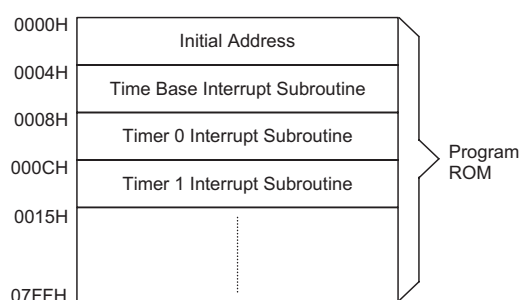 0000H
Initial Address
0004H
Time Base Interrupt Subroutine
0008H
Timer 0 Interrupt Subroutine
000CH
Timer 1 Interrupt Subroutine
0015H
Program
ROM
07FFH